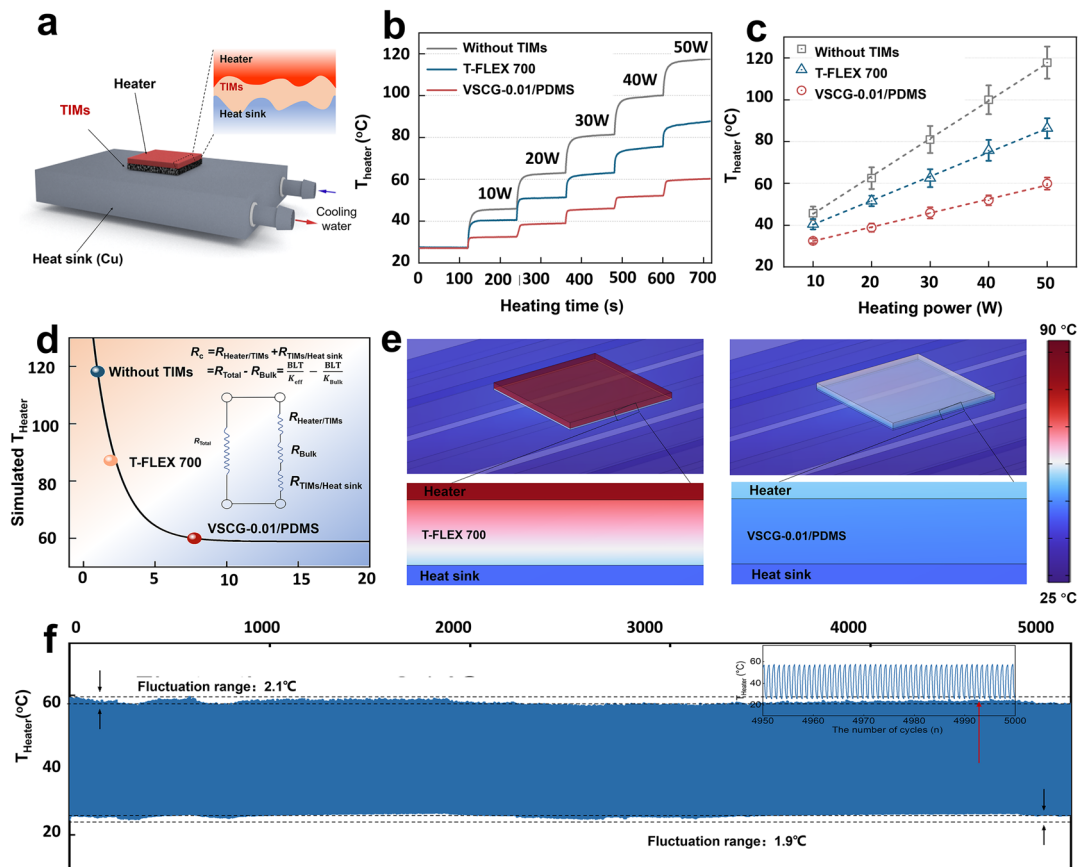 a
Heater
TIMs
Heater
TIMs
Heat sink
Cooling
water
Heat sink (Cu)
b
Without TIMs
T-FLEX 700
VSCG-0.01/PDMS
10W
20W
30W
40W
50W
T_heater (°C)
120
100
80
60
40
20
0 100 200 300 400 500 600 700
Heating time (s)
c
Without TIMs
T-FLEX 700
VSCG-0.01/PDMS
T_heater (°C)
120
100
80
60
40
20
10 20 30 40 50
Heating power (W)
d
R_c =R_Heater/TIMs +R_TIMs/Heat sink
=R_Total - R_Bulk= BLT/K_eff − BLT/K_Bulk
Without TIMs
T-FLEX 700
VSCG-0.01/PDMS
R_Total
R_Heater/TIMs
R_Bulk
R_TIMs/Heat sink
Simulated T_Heater
120
100
80
60
0 5 10 15 20
e
Heater
T-FLEX 700
Heat sink
Heater
VSCG-0.01/PDMS
Heat sink
90 °C
25 °C
f
0 1000 2000 3000 4000 5000
Fluctuation range：2.1℃
T_Heater(°C)
60
40
20
T_Heater(°C)
60
40
20
4950 4960 4970 4980 4990 5000
The number of cycles (n)
Fluctuation range：1.9℃